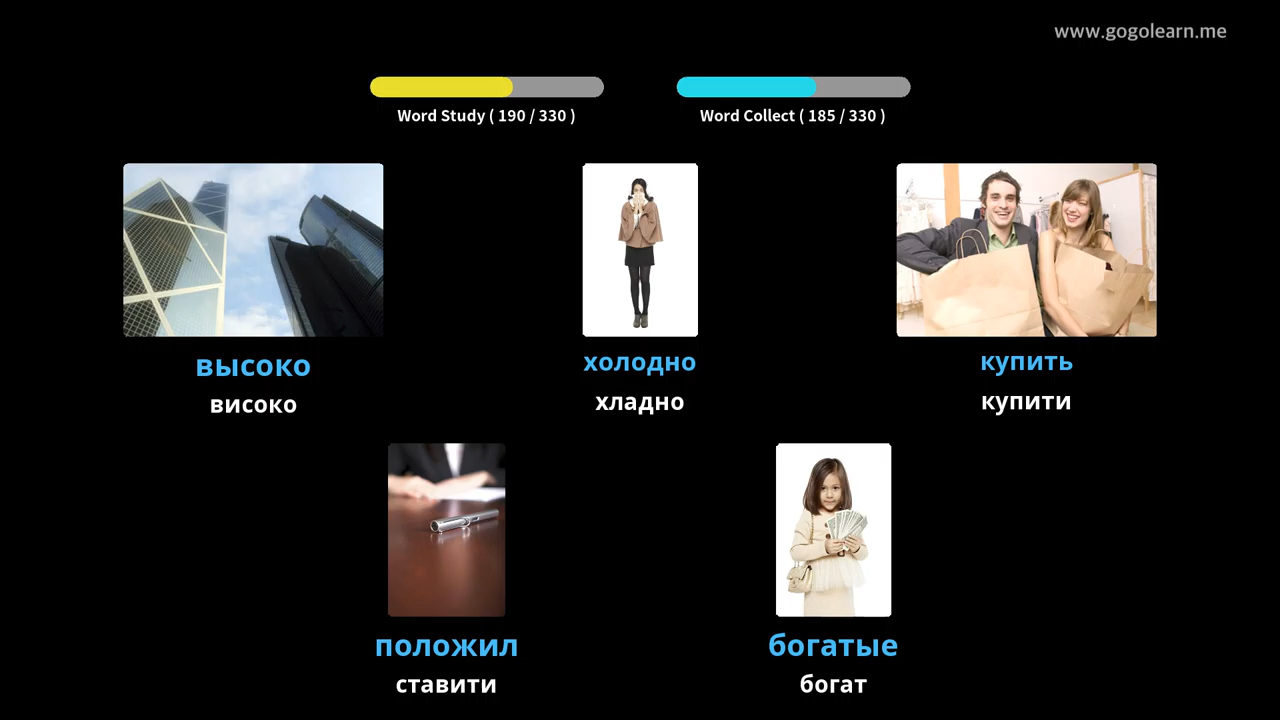 www.gogolearn.me
Word Study ( 190 / 330 )
Word Collect ( 185 / 330 )
высоко
високо
холодно
хладно
купить
купити
положил
ставити
богатые
богат